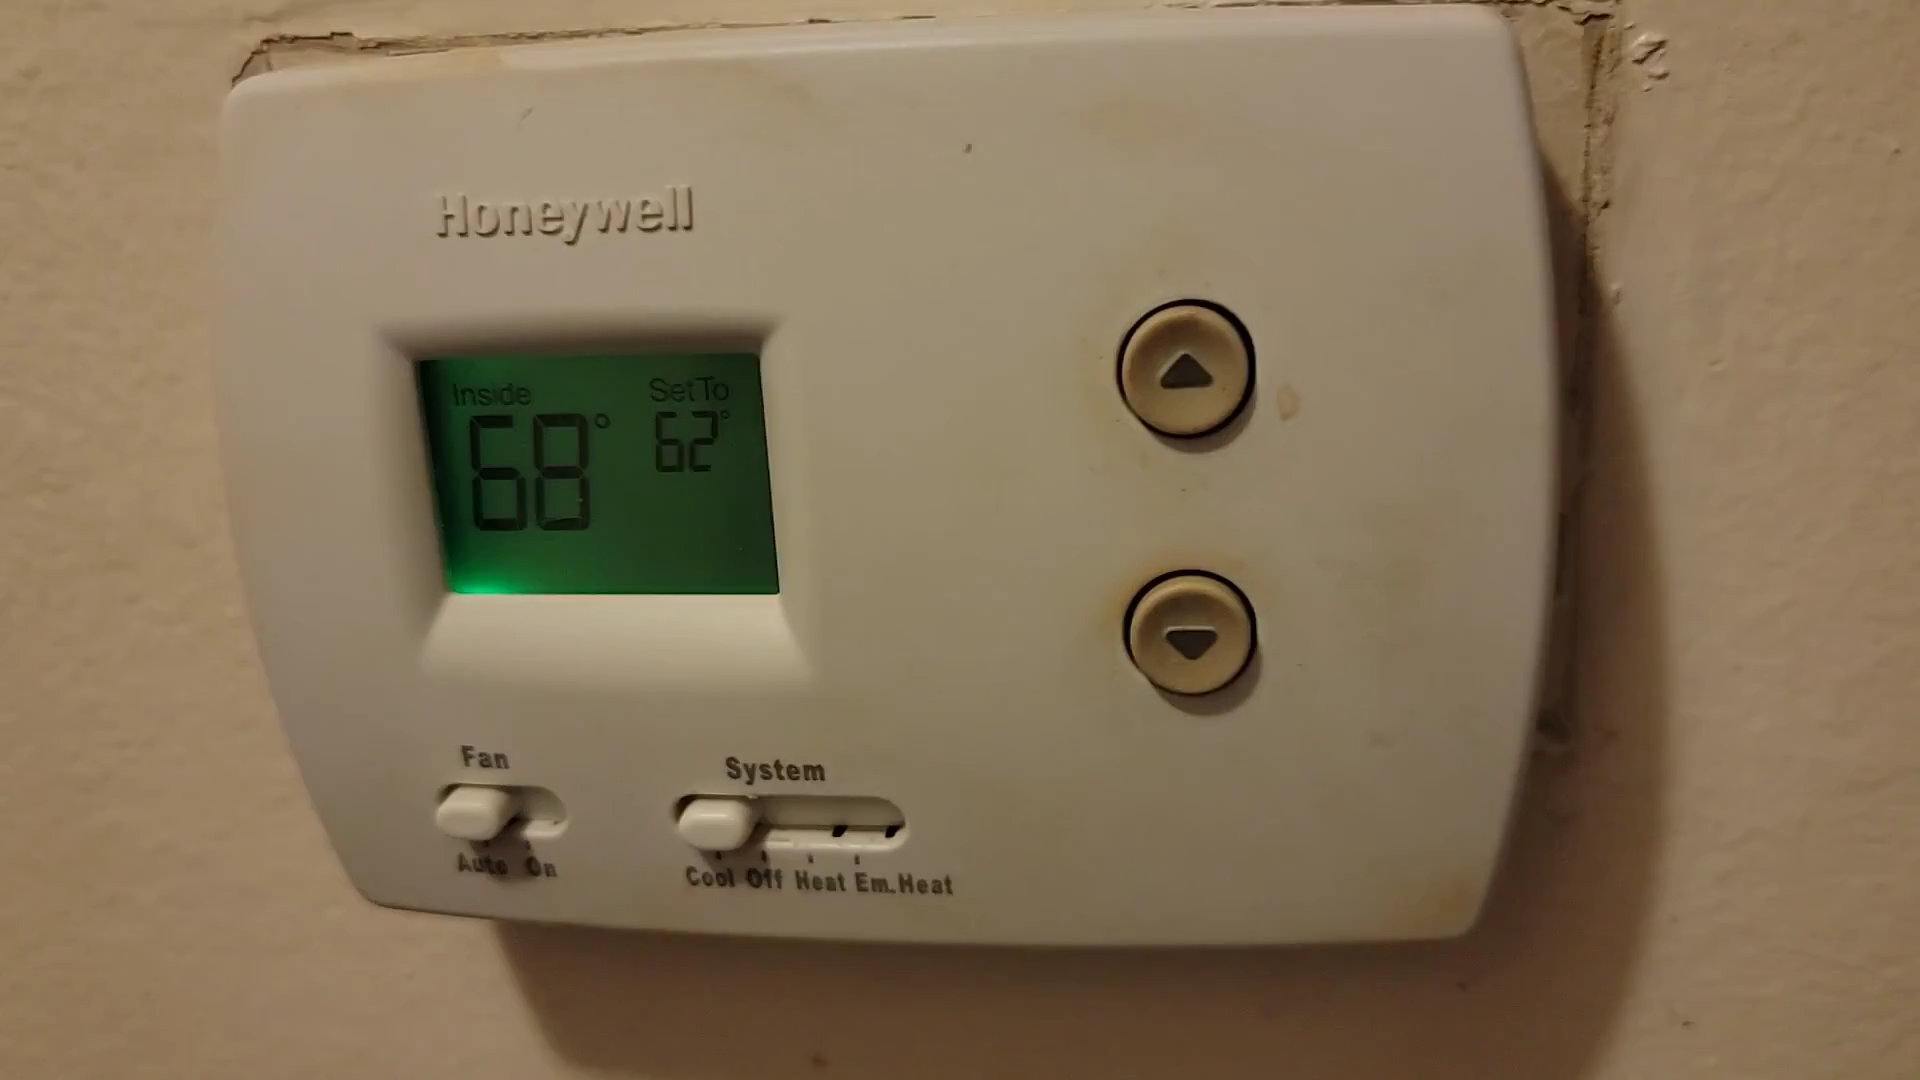 Honeywell
Inside Set To
68° 62°
Fan System
Auto On Cool Off Heat Em. Heat